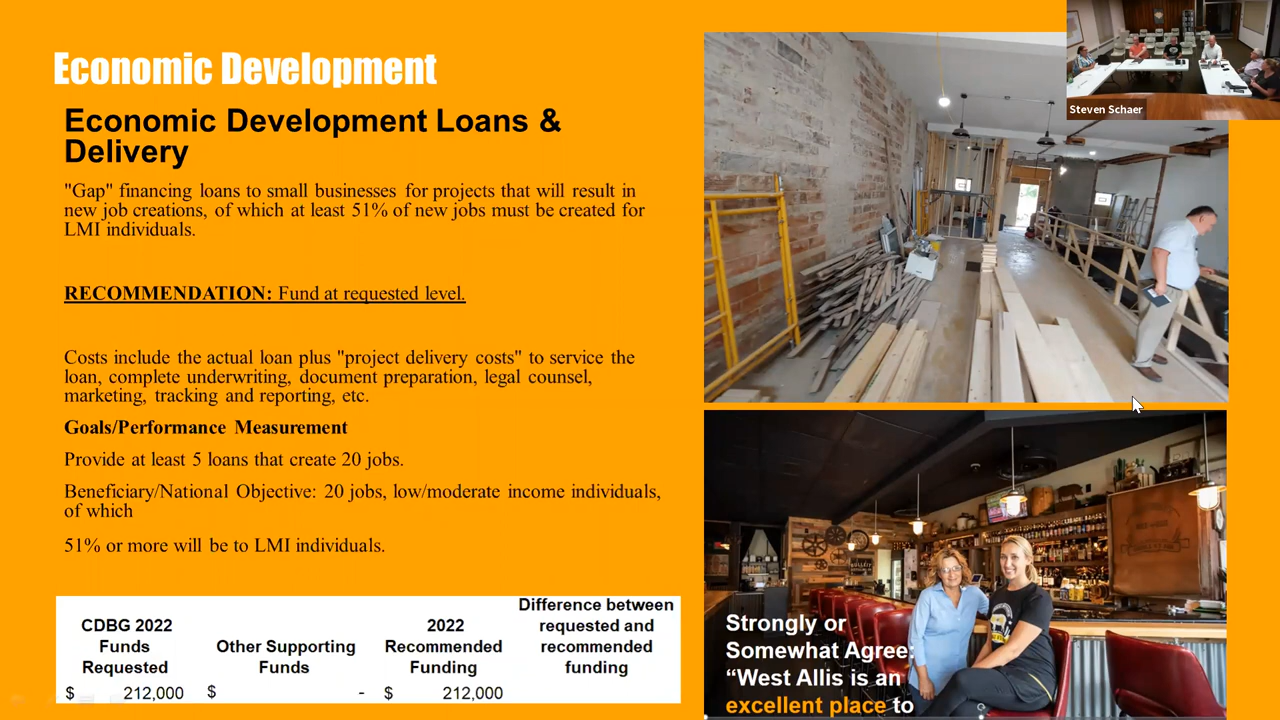 Economic Development
Economic Development Loans &
Delivery
"Gap" financing loans to small businesses for projects that will result in
new job creations, of which at least 51% of new jobs must be created for
LMI individuals.
RECOMMENDATION: Fund at requested level.
Costs include the actual loan plus "project delivery costs" to service the
loan, complete underwriting, document preparation, legal counsel,
marketing, tracking and reporting, etc.
Goals/Performance Measurement
Provide at least 5 loans that create 20 jobs.
Beneficiary/National Objective: 20 jobs, low/moderate income individuals,
of which
51% or more will be to LMI individuals.
CDBG 2022
Funds
Requested
Other Supporting
Funds
2022
Recommended
Funding
Difference between
requested and
recommended
funding
$ 212,000 $ - $ 212,000
Steven Schaer
Strongly or
Somewhat Agree:
“West Allis is an
excellent place to